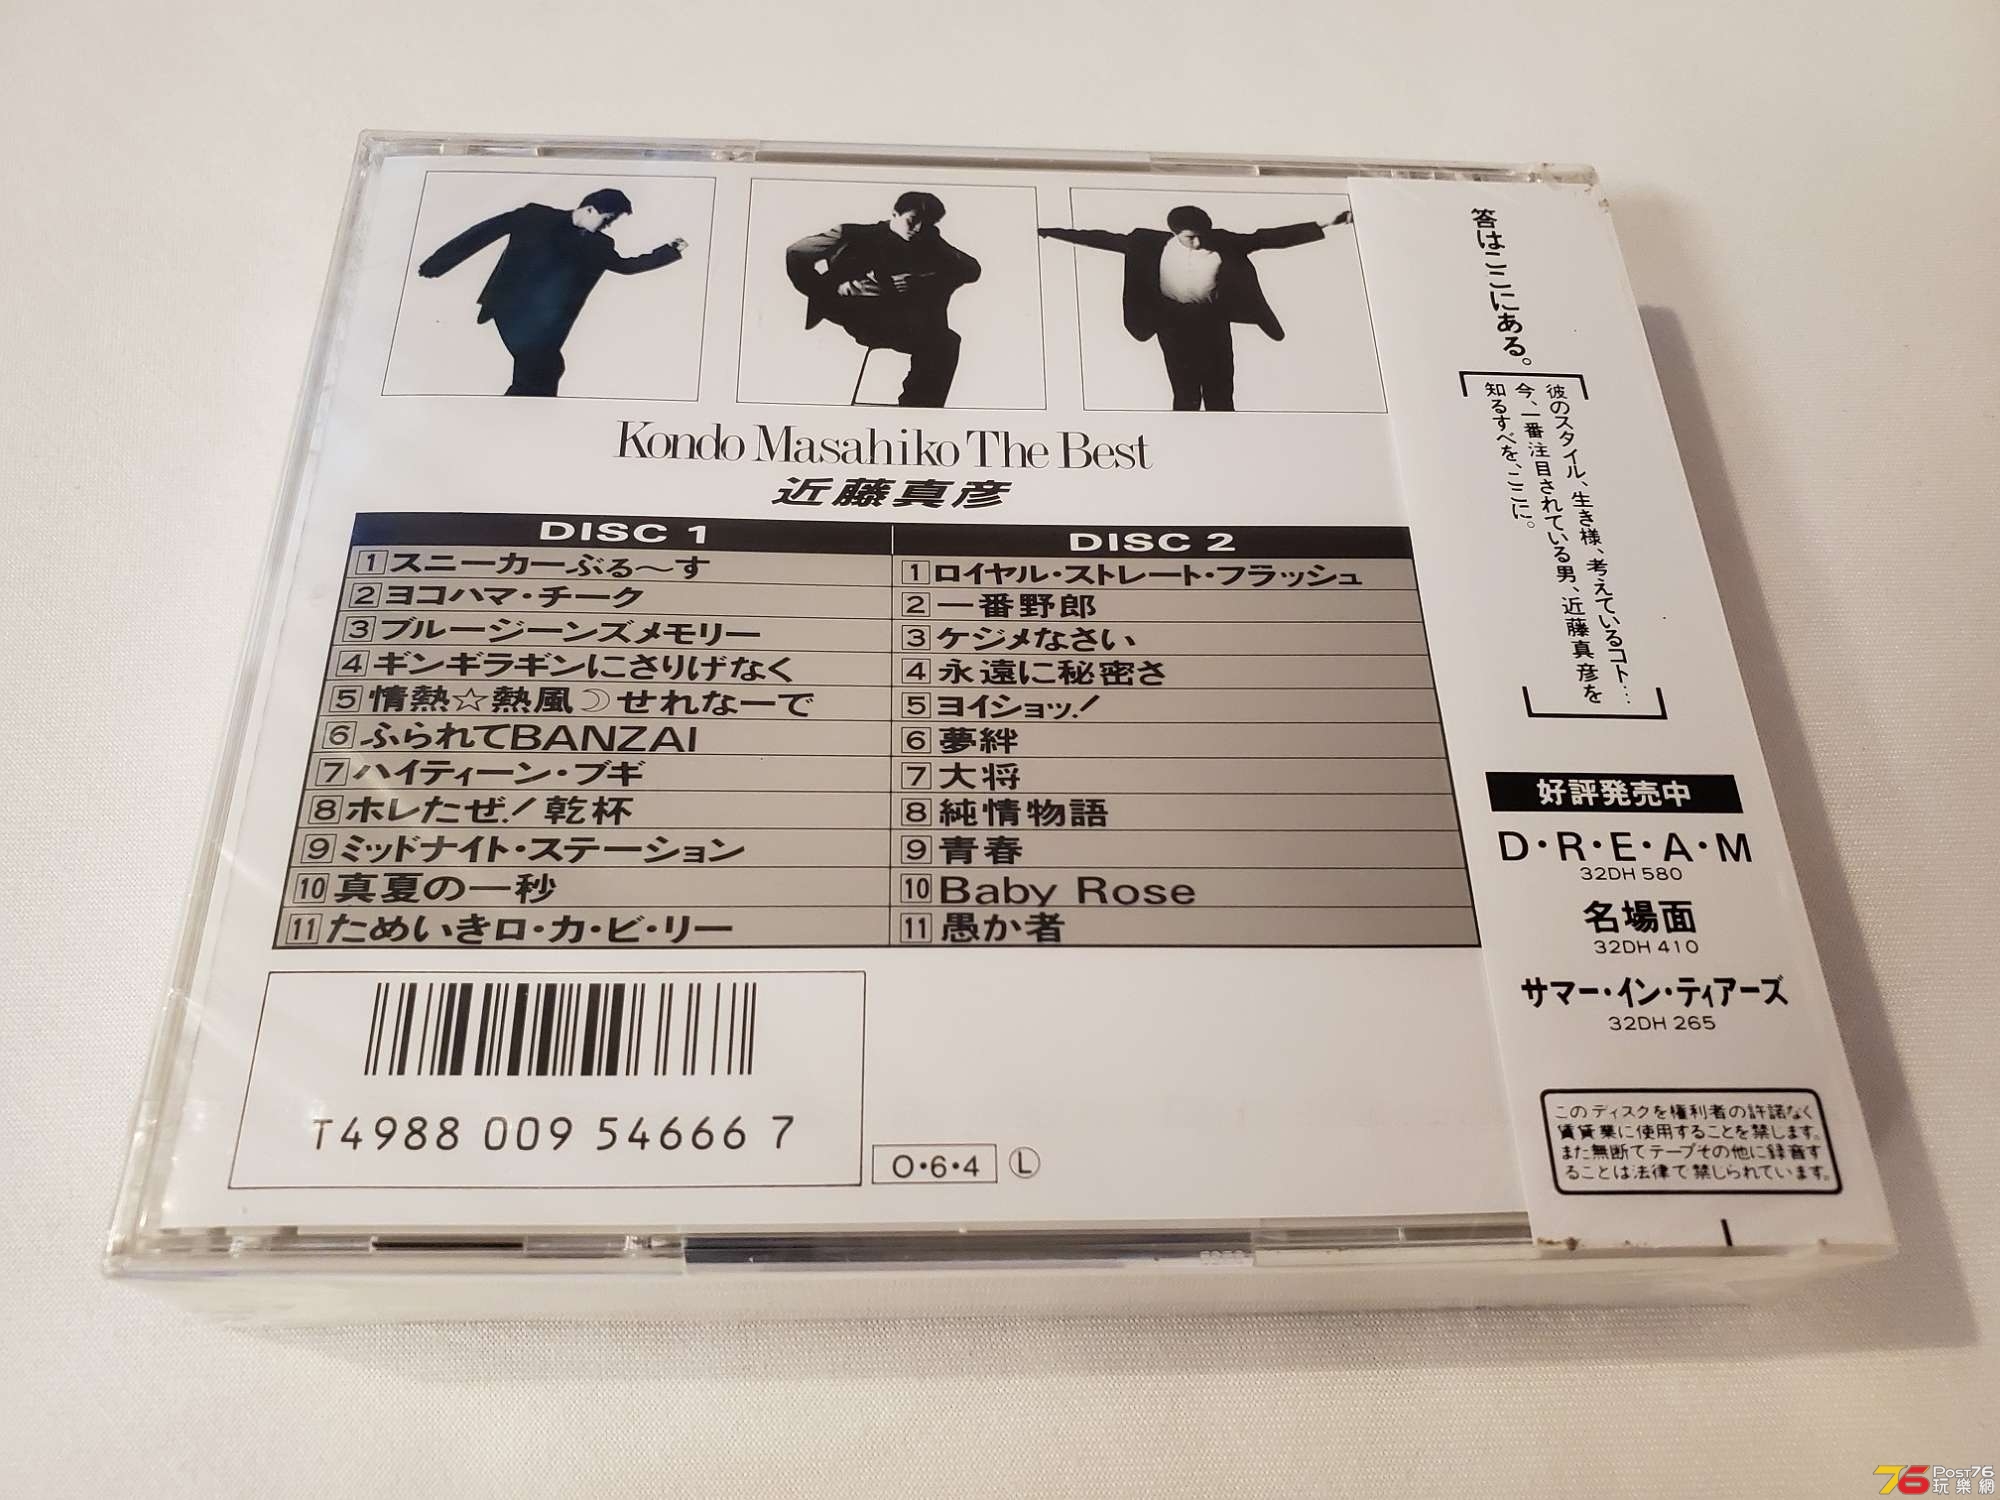 Kondo Masahiko The Best
近藤真彦
DISC 1
1 スニーカーぶる〜す
2 ヨコハマ・チーク
3 ブルージーンズメモリー
4 ギンギラギンにさりげなく
5 情熱☆熱風☽せれなーで
6 ふられてBANZAI
7 ハイティーン・ブギ
8 ホレたぜ!乾杯
9 ミッドナイト・ステーション
10 真夏の一秒
11 ためいきロ・カ・ビ・リー
DISC 2
1 ロイヤル・ストレート・フラッシュ
2 一番野郎
3 ケジメなさい
4 永遠に秘密さ
5 ヨイショッ!
6 夢絆
7 大将
8 純情物語
9 青春
10 Baby Rose
11 愚か者
T4988 009 54666 7
O・6・4 Ⓛ
答はここにある。
彼のスタイル、生き様、考えているコト…
今、一番注目されている男、近藤真彦を
知るすべを、ここに。
好評発売中
D・R・E・A・M
32DH 580
名場面
32DH 410
サマー・イン・ティアーズ
32DH 265
このディスクを権利者の許諾なく
賃貸業に使用することを禁じます。
また無断でテープその他に録音す
ることは法律で禁じられています。
76 Post76
玩樂網